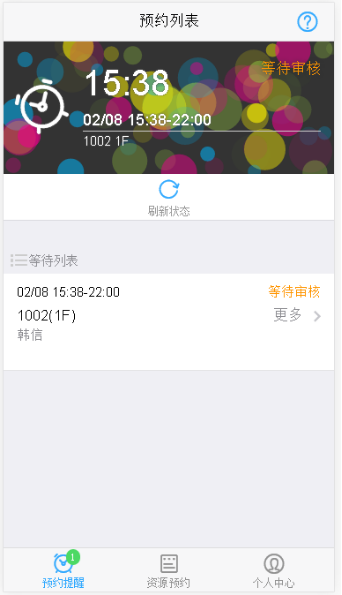 预约列表
等待审核
15:38
02/08 15:38-22:00
1002 1F
刷新状态
等待列表
02/08 15:38-22:00 等待审核
1002(1F) 更多
韩信
1
预约提醒 资源预约 个人中心